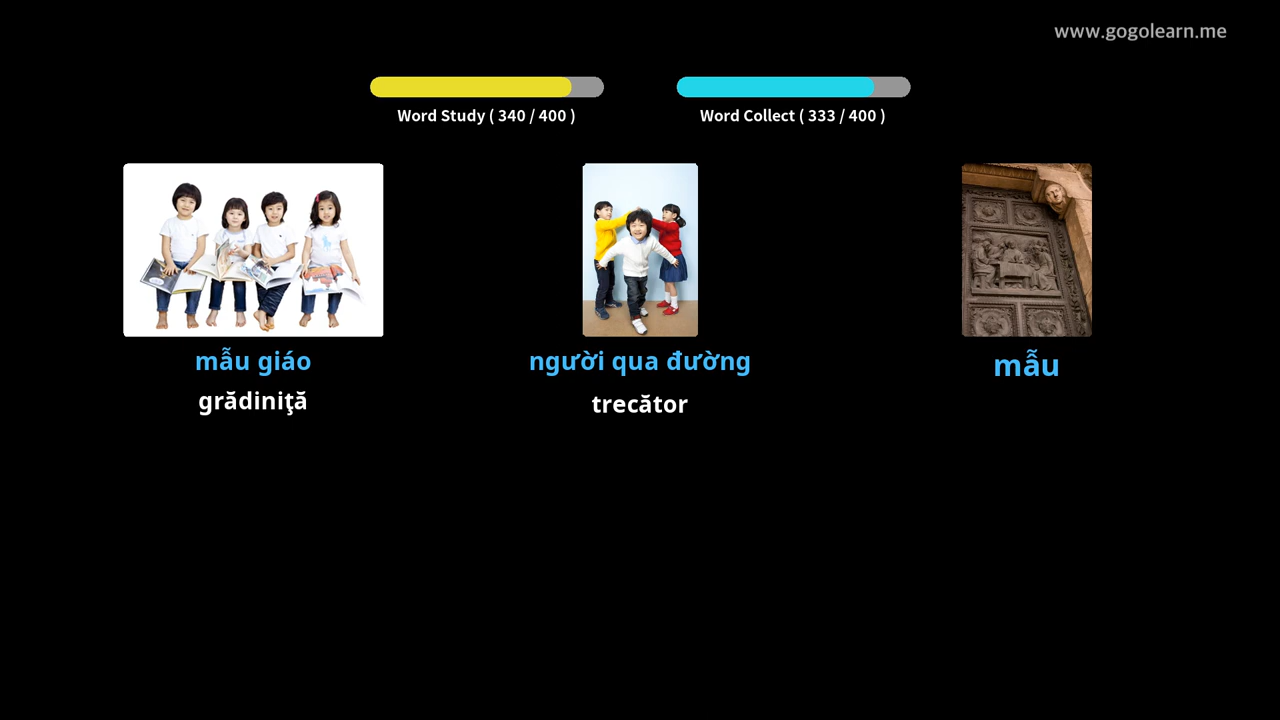 www.gogolearn.me
Word Study ( 340 / 400 )
Word Collect ( 333 / 400 )
mẫu giáo
grădiniţă
người qua đường
trecător
mẫu